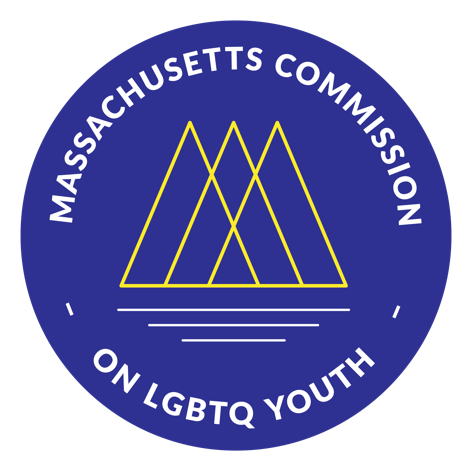 MASSACHUSETTS COMMISSION
ON LGBTQ YOUTH